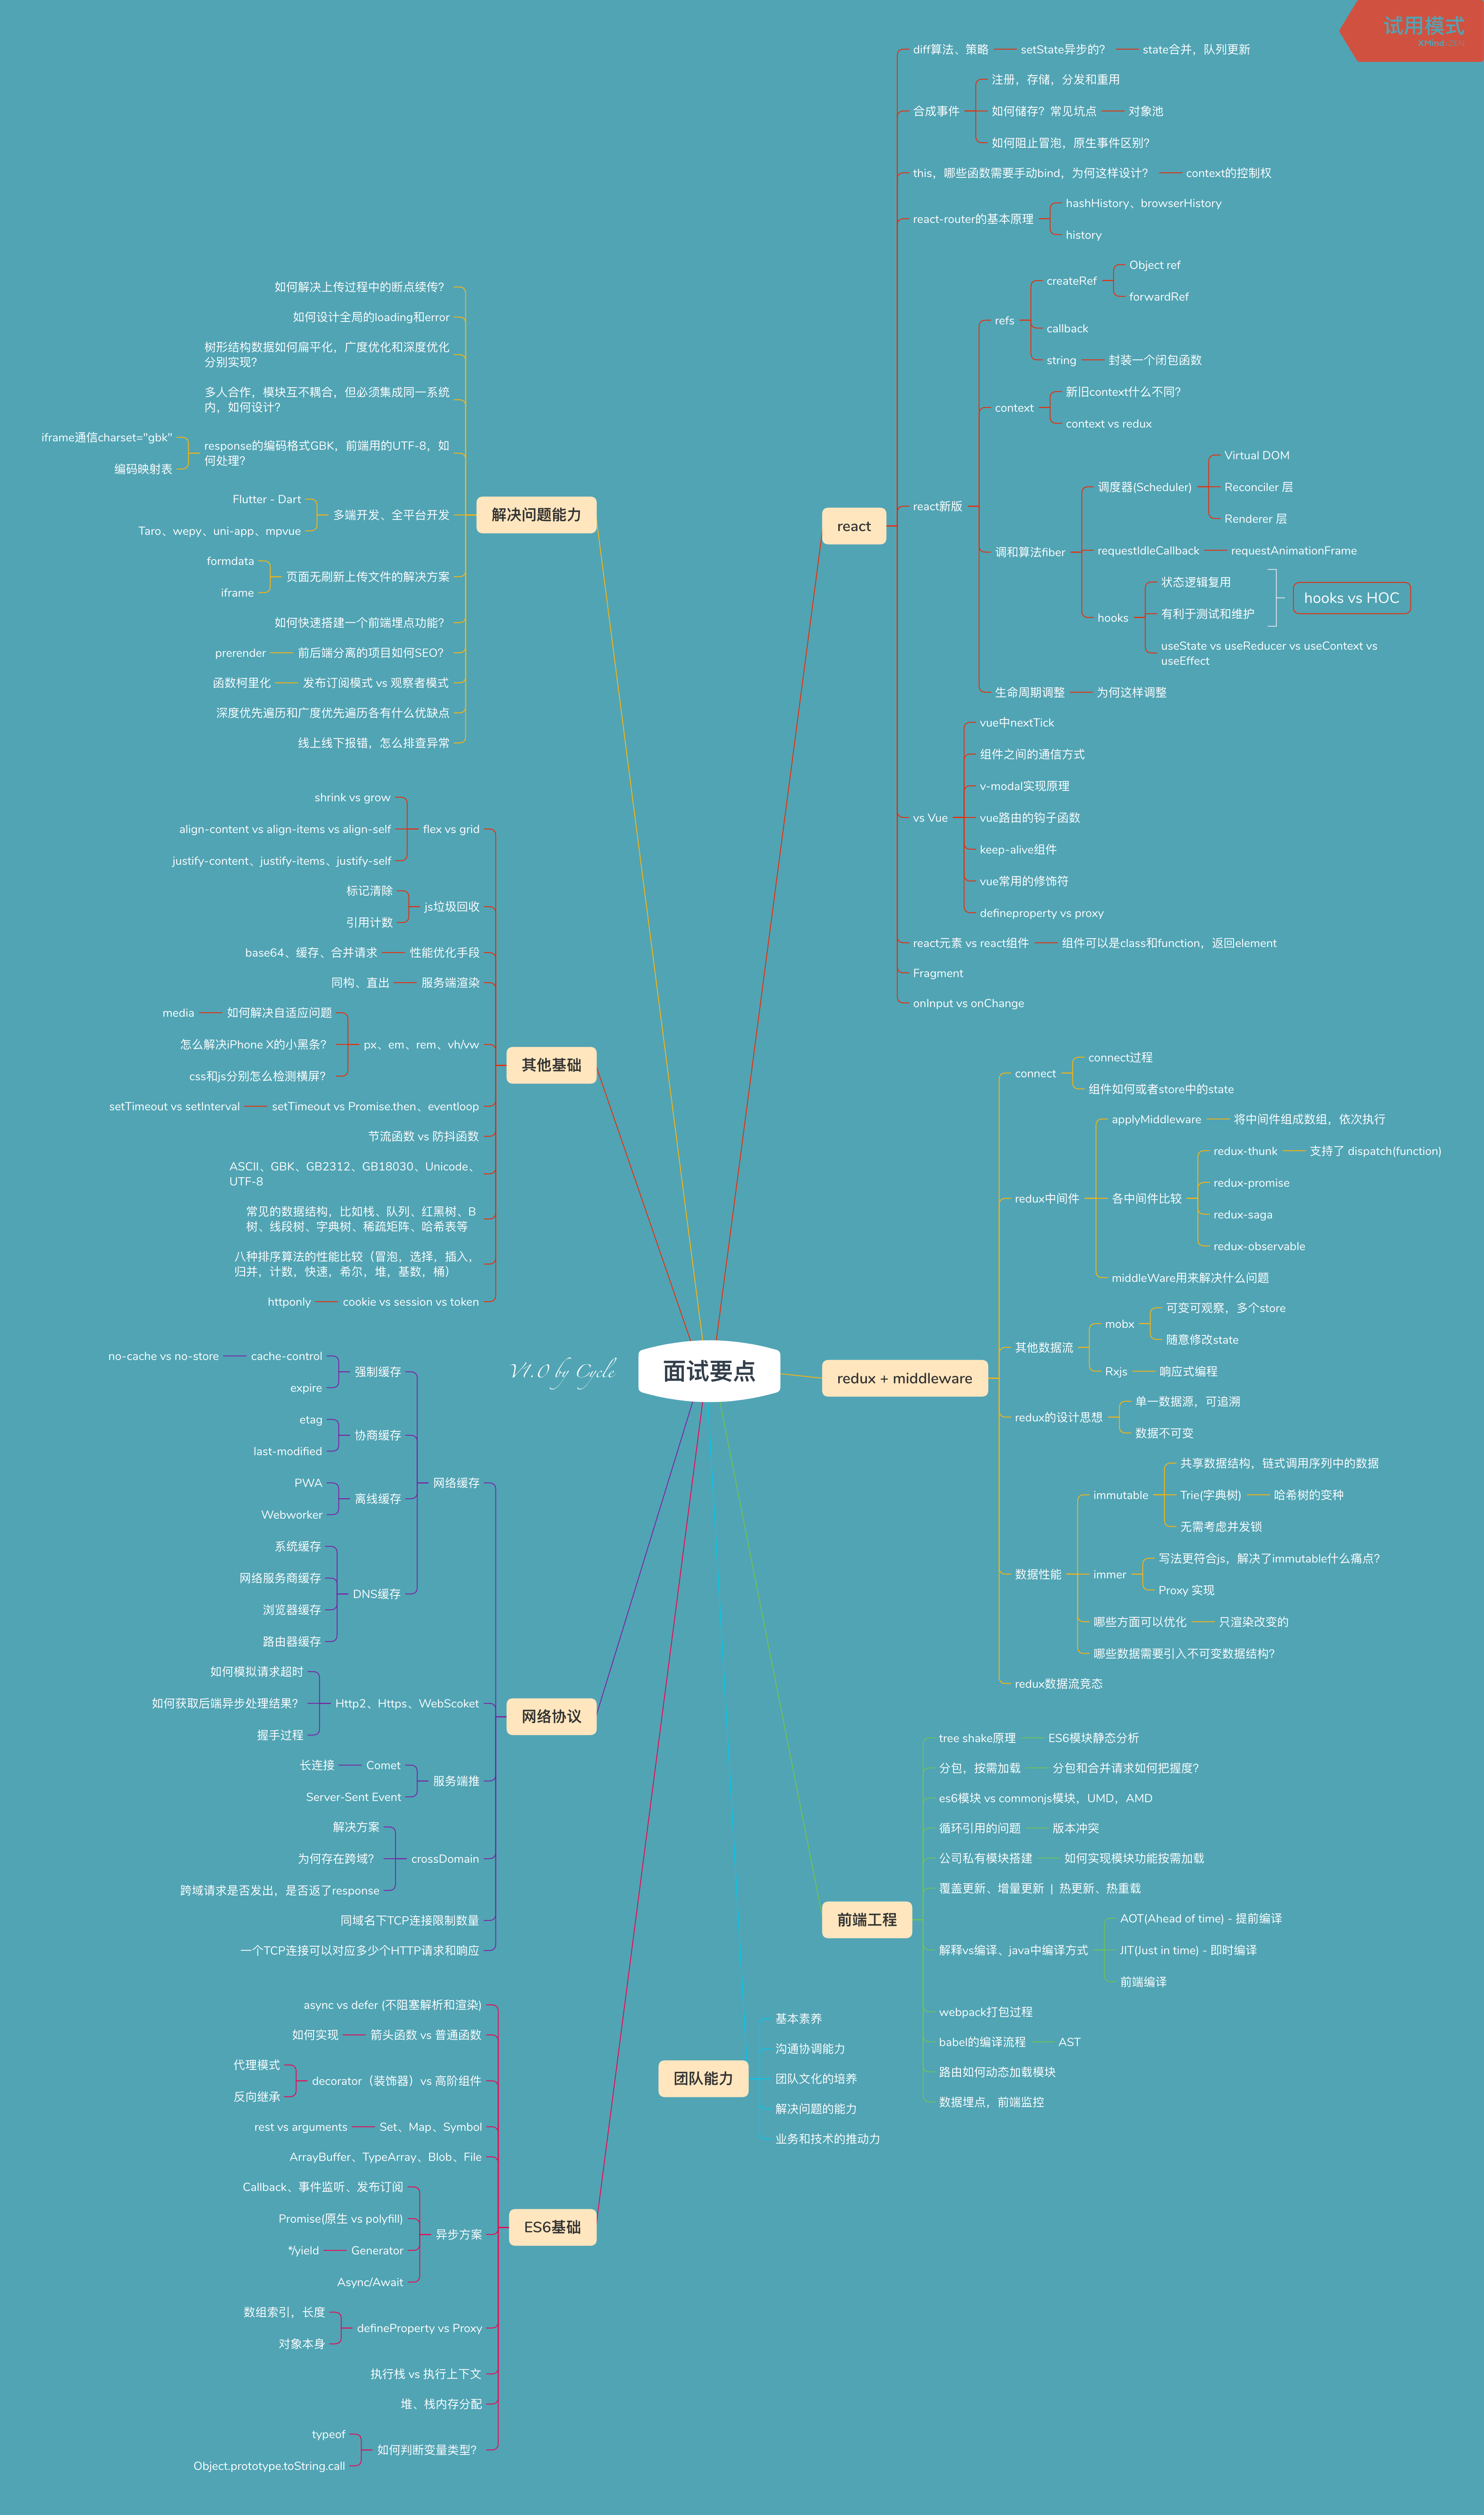 试用模式
XMind:ZEN
面试要点
V1.0 by Cycle
react
diff算法、策略
setState异步的?
state合并，队列更新
合成事件
注册，存储，分发和重用
如何储存？常见坑点
对象池
如何阻止冒泡，原生事件区别？
this，哪些函数需要手动bind，为何这样设计？
context的控制权
react-router的基本原理
hashHistory、browserHistory
history
react新版
refs
createRef
Object ref
forwardRef
callback
string
封装一个闭包函数
context
新旧context什么不同?
context vs redux
调和算法fiber
调度器(Scheduler)
Virtual DOM
Reconciler 层
Renderer 层
requestIdleCallback
requestAnimationFrame
hooks
状态逻辑复用
有利于测试和维护
hooks vs HOC
useState vs useReducer vs useContext vs
useEffect
生命周期调整
为何这样调整
vs Vue
vue中nextTick
组件之间的通信方式
v-modal实现原理
vue路由的钩子函数
keep-alive组件
vue常用的修饰符
defineproperty vs proxy
react元素 vs react组件
组件可以是class和function，返回element
Fragment
onInput vs onChange
redux + middleware
connect
connect过程
组件如何或者store中的state
redux中间件
applyMiddleware
将中间件组成数组，依次执行
各中间件比较
redux-thunk
支持了 dispatch(function)
redux-promise
redux-saga
redux-observable
middleWare用来解决什么问题
其他数据流
mobx
可变可观察，多个store
随意修改state
Rxjs
响应式编程
redux的设计思想
单一数据源，可追溯
数据不可变
数据性能
immutable
共享数据结构，链式调用序列中的数据
Trie(字典树)
哈希树的变种
无需考虑并发锁
immer
写法更符合js，解决了immutable什么痛点?
Proxy 实现
哪些方面可以优化
只渲染改变的
哪些数据需要引入不可变数据结构?
redux数据流竞态
前端工程
tree shake原理
ES6模块静态分析
分包，按需加载
分包和合并请求如何把握度?
es6模块 vs commonjs模块，UMD，AMD
循环引用的问题
版本冲突
公司私有模块搭建
如何实现模块功能按需加载
覆盖更新、增量更新 | 热更新、热重载
解释vs编译、java中编译方式
AOT(Ahead of time) - 提前编译
JIT(Just in time) - 即时编译
前端编译
webpack打包过程
babel的编译流程
AST
路由如何动态加载模块
数据埋点，前端监控
团队能力
基本素养
沟通协调能力
团队文化的培养
解决问题的能力
业务和技术的推动力
解决问题能力
如何解决上传过程中的断点续传?
如何设计全局的loading和error
树形结构数据如何扁平化，广度优化和深度优化
分别实现?
多人合作，模块互不耦合，但必须集成同一系统
内，如何设计?
response的编码格式GBK，前端用的UTF-8，如
何处理?
iframe通信charset="gbk"
编码映射表
多端开发、全平台开发
Flutter - Dart
Taro、wepy、uni-app、mpvue
页面无刷新上传文件的解决方案
formdata
iframe
如何快速搭建一个前端埋点功能?
前后端分离的项目如何SEO?
prerender
发布订阅模式 vs 观察者模式
函数柯里化
深度优先遍历和广度优先遍历各有什么优缺点
线上线下报错，怎么排查异常
其他基础
flex vs grid
shrink vs grow
align-content vs align-items vs align-self
justify-content、justify-items、justify-self
js垃圾回收
标记清除
引用计数
性能优化手段
base64、缓存、合并请求
服务端渲染
同构、直出
px、em、rem、vh/vw
如何解决自适应问题
media
怎么解决iPhone X的小黑条?
css和js分别怎么检测横屏?
setTimeout vs Promise.then、eventloop
setTimeout vs setInterval
节流函数 vs 防抖函数
ASCII、GBK、GB2312、GB18030、Unicode、
UTF-8
常见的数据结构，比如栈、队列、红黑树、B
树、线段树、字典树、稀疏矩阵、哈希表等
八种排序算法的性能比较（冒泡，选择，插入，
归并，计数，快速，希尔，堆，基数，桶）
cookie vs session vs token
httponly
网络协议
网络缓存
强制缓存
cache-control
no-cache vs no-store
expire
协商缓存
etag
last-modified
离线缓存
PWA
Webworker
DNS缓存
系统缓存
网络服务商缓存
浏览器缓存
路由器缓存
Http2、Https、WebScoket
如何模拟请求超时
如何获取后端异步处理结果?
握手过程
服务端推
Comet
长连接
Server-Sent Event
crossDomain
解决方案
为何存在跨域?
跨域请求是否发出，是否返了response
同域名下TCP连接限制数量
一个TCP连接可以对应多少个HTTP请求和响应
ES6基础
async vs defer (不阻塞解析和渲染)
箭头函数 vs 普通函数
如何实现
decorator（装饰器）vs 高阶组件
代理模式
反向继承
Set、Map、Symbol
rest vs arguments
ArrayBuffer、TypeArray、Blob、File
异步方案
Callback、事件监听、发布订阅
Promise(原生 vs polyfill)
Generator
*/yield
Async/Await
defineProperty vs Proxy
数组索引，长度
对象本身
执行栈 vs 执行上下文
堆、栈内存分配
如何判断变量类型?
typeof
Object.prototype.toString.call